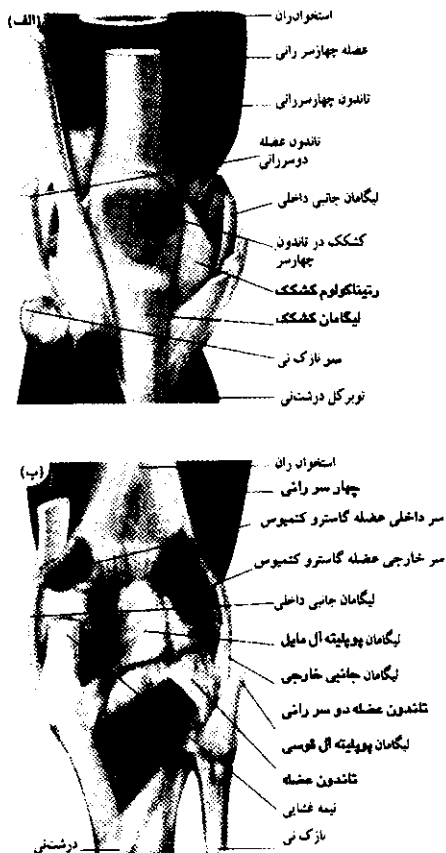 (الف)
استخوان ران
عضله چهارسر رانی
تاندون چهارسررانی
تاندون عضله
دوسررانی
لیگامان جانبی داخلی
کشکک در تاندون
چهارسر
رتیناکولوم کشکک
لیگامان کشکک
سر نازک نی
توبرکل درشت‌نی
(ب)
استخوان ران
چهار سر رانی
سر داخلی عضله گاسترو کنمیوس
سر خارجی عضله گاسترو کنمیوس
لیگامان جانبی داخلی
لیگامان پوپلیته آل مایل
لیگامان جانبی خارجی
تاندون عضله دو سر رانی
لیگامان پوپلیته آل قوسی
تاندون عضله
نیمه غشایی
نازک نی
درشت‌نی